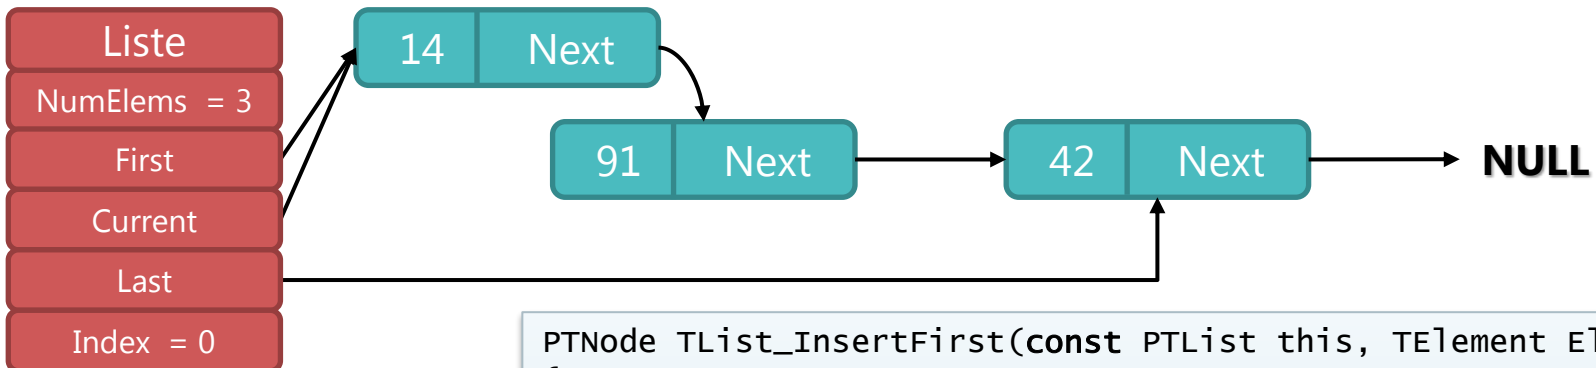 Liste
NumElems = 3
First
Current
Last
Index = 0
14 Next
91 Next
42 Next
NULL
PTNode TList_InsertFirst(const PTList this, TElement